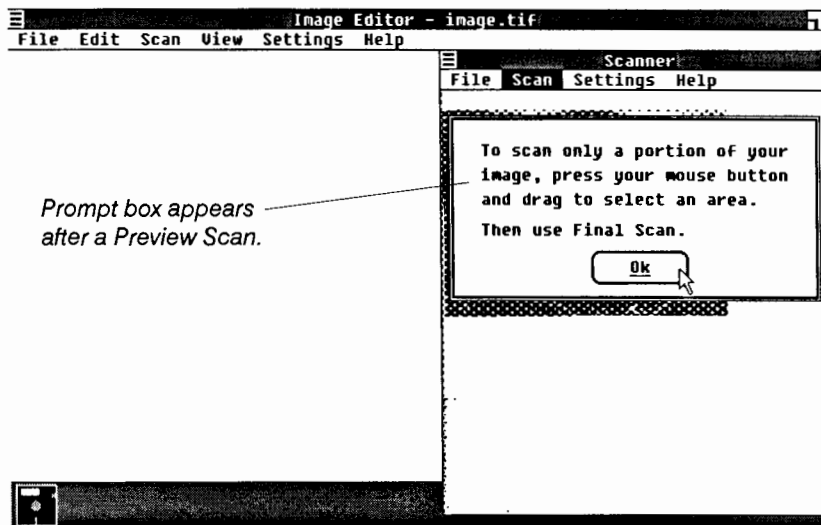 Image Editor – image.tif
File Edit Scan View Settings Help
Scanner
File Scan Settings Help
To scan only a portion of your
image, press your mouse button
and drag to select an area.
Then use Final Scan.
Ok
Prompt box appears
after a Preview Scan.